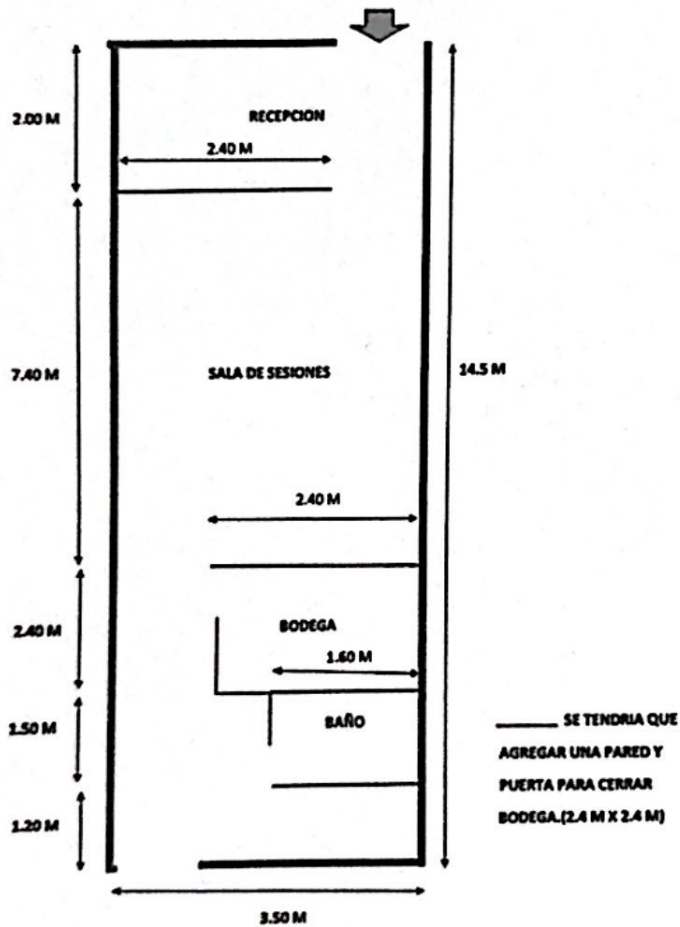 2.00 M
RECEPCION
2.40 M
7.40 M
SALA DE SESIONES
14.5 M
2.40 M
2.40 M
BODEGA
1.60 M
1.50 M
BAÑO
1.20 M
3.50 M
SE TENDRIA QUE
AGREGAR UNA PARED Y
PUERTA PARA CERRAR
BODEGA.(2.4 M X 2.4 M)